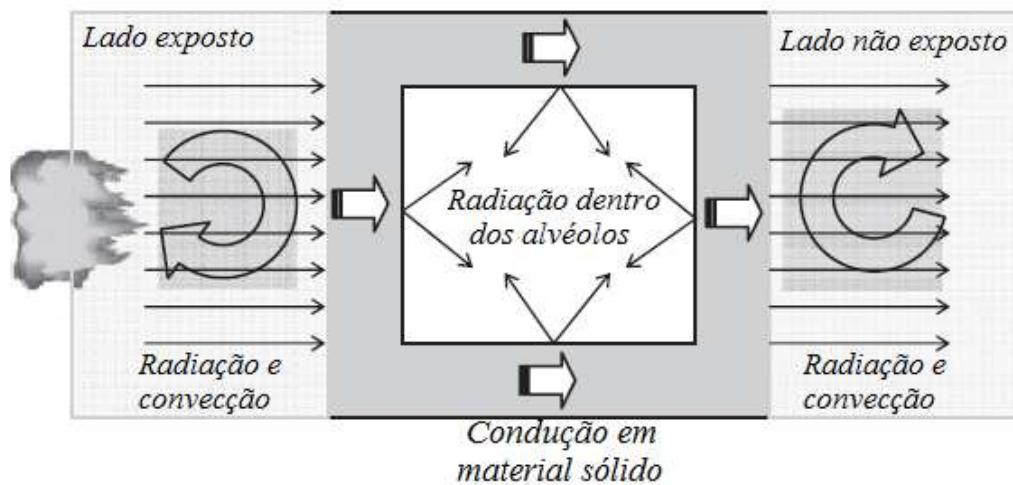 Lado exposto
Lado não exposto
Radiação dentro
dos alvéolos
Radiação e
convecção
Radiação e
convecção
Condução em
material sólido